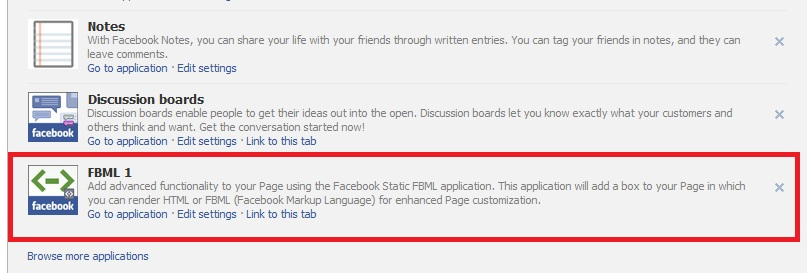 Notes
With Facebook Notes, you can share your life with your friends through written entries. You can tag your friends in notes, and they can
leave comments.
Go to application · Edit settings
Discussion boards
Discussion boards enable people to get their ideas out into the open. Discussion boards let you know exactly what your customers and
others think and want. Get the conversation started now!
facebook
Go to application · Edit settings · Link to this tab
FBML 1
Add advanced functionality to your Page using the Facebook Static FBML application. This application will add a box to your Page in which
you can render HTML or FBML (Facebook Markup Language) for enhanced Page customization.
facebook
Go to application · Edit settings · Link to this tab
Browse more applications